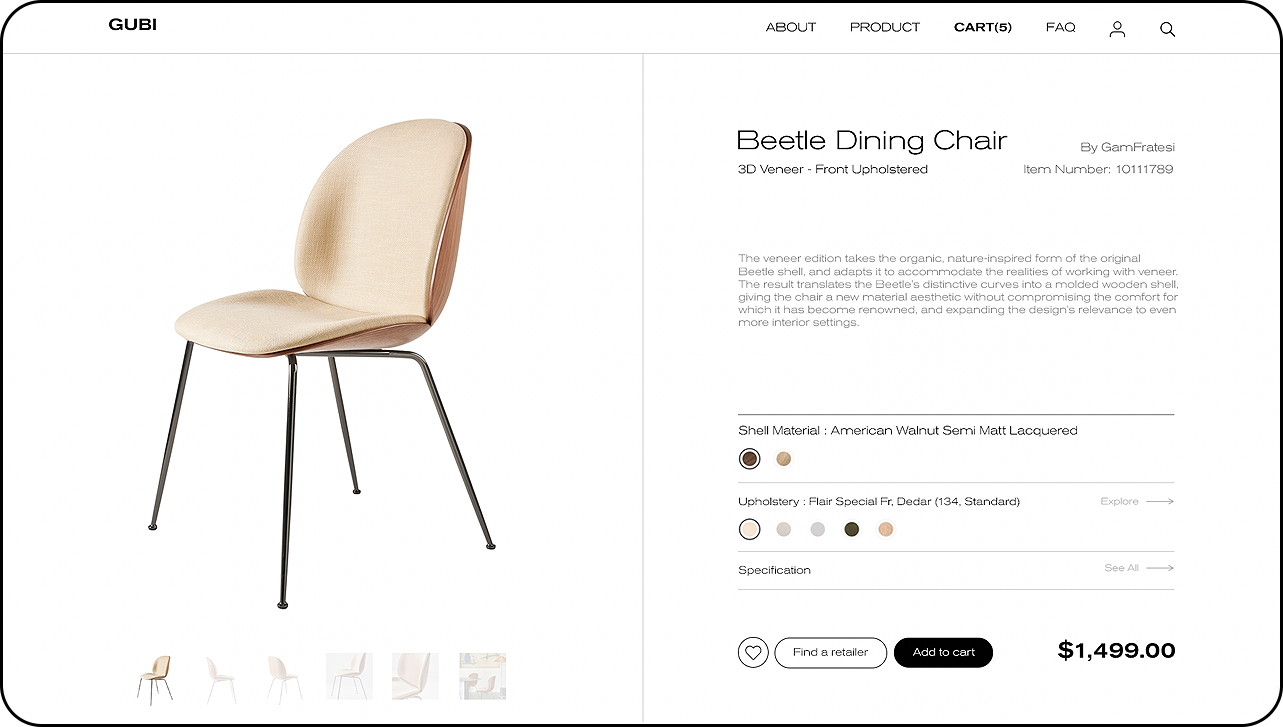 GUBI
ABOUT
PRODUCT
CART(5)
FAQ
Beetle Dining Chair
By GamFratesi
3D Veneer - Front Upholstered
Item Number: 10111789
The veneer edition takes the organic, nature-inspired form of the original
Beetle shell, and adapts it to accommodate the realities of working with veneer.
The result translates the Beetle's distinctive curves into a molded wooden shell,
giving the chair a new material aesthetic without compromising the comfort for
which it has become renowned, and expanding the design's relevance to even
more interior settings.
Shell Material : American Walnut Semi Matt Lacquered
Upholstery : Flair Special Fr, Dedar (134, Standard)
Explore
Specification
See All
Find a retailer
Add to cart
$1,499.00